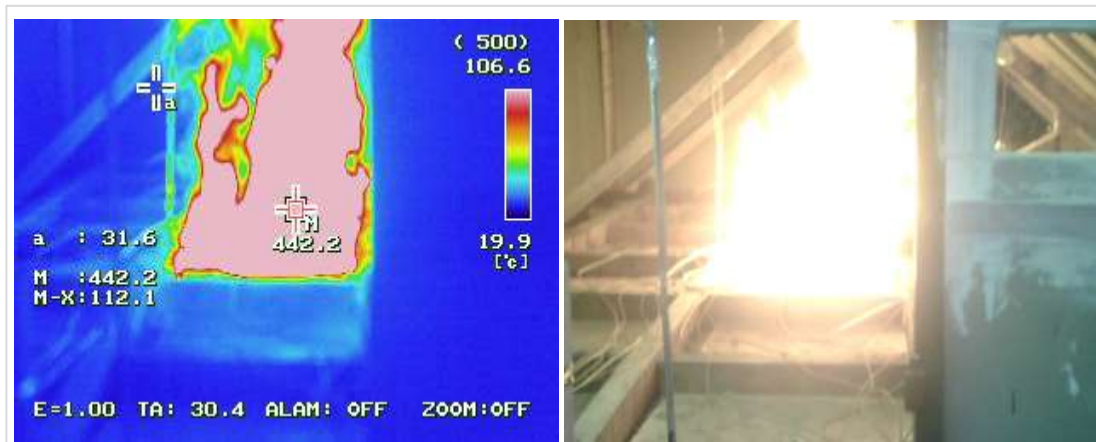 ( 500)
106.6
a
M
442.2
19.9
[℃]
a : 31.6
M :442.2
M-X:112.1
E=1.00 TA: 30.4 ALAM: OFF ZOOM:OFF